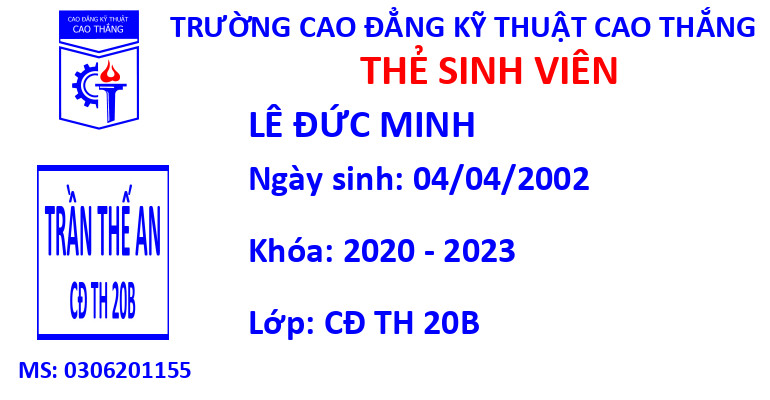 CAO ĐẲNG KỸ THUẬT
CAO THẮNG
TRƯỜNG CAO ĐẲNG KỸ THUẬT CAO THẮNG
THẺ SINH VIÊN
LÊ ĐỨC MINH
Ngày sinh: 04/04/2002
TRẦN THẾ AN
CĐ TH 20B
Khóa: 2020 - 2023
Lớp: CĐ TH 20B
MS: 0306201155